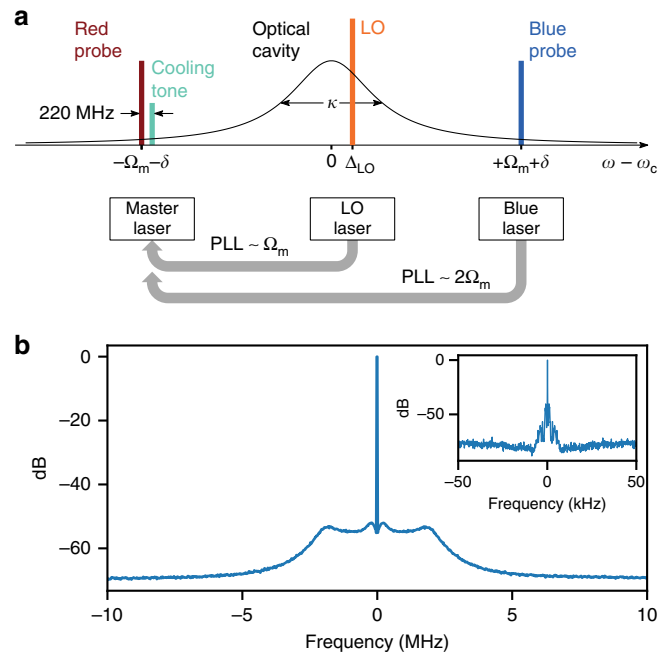 a
Red
probe
Cooling
tone
Optical
cavity
LO
Blue
probe
220 MHz
κ
−Ωm−δ
0
ΔLO
+Ωm+δ
ω − ωc
Master
laser
LO
laser
Blue
laser
PLL ~ Ωm
PLL ~ 2Ωm
b
0
−20
−40
−60
dB
−10
−5
0
5
10
Frequency (MHz)
0
−50
dB
−50
0
50
Frequency (kHz)